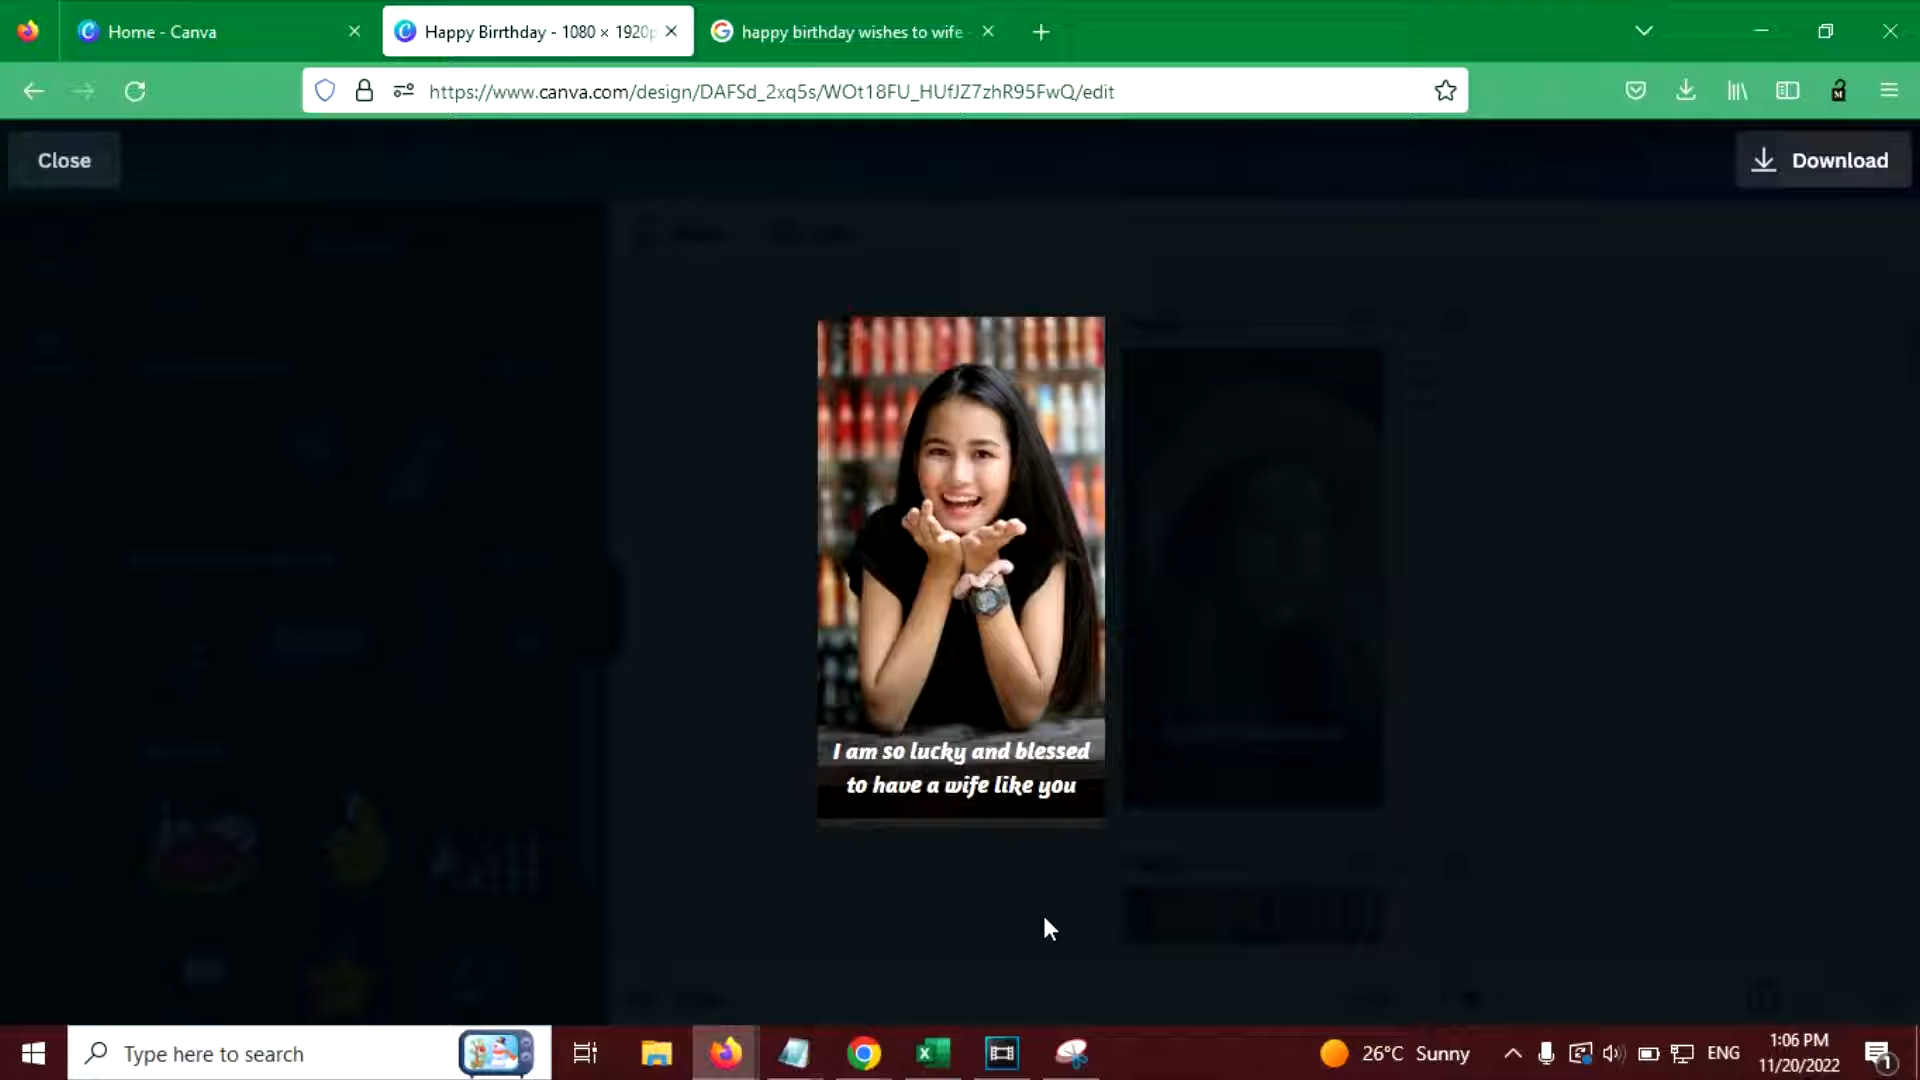 Home - Canva
Happy Birrthday - 1080 × 1920p
happy birthday wishes to wife -
https://www.canva.com/design/DAFSd_2xq5s/WOt18FU_HUfJZ7zhR95FwQ/edit
Close
Download
I am so lucky and blessed
to have a wife like you
Type here to search
26°C Sunny
ENG
1:06 PM
11/20/2022
1